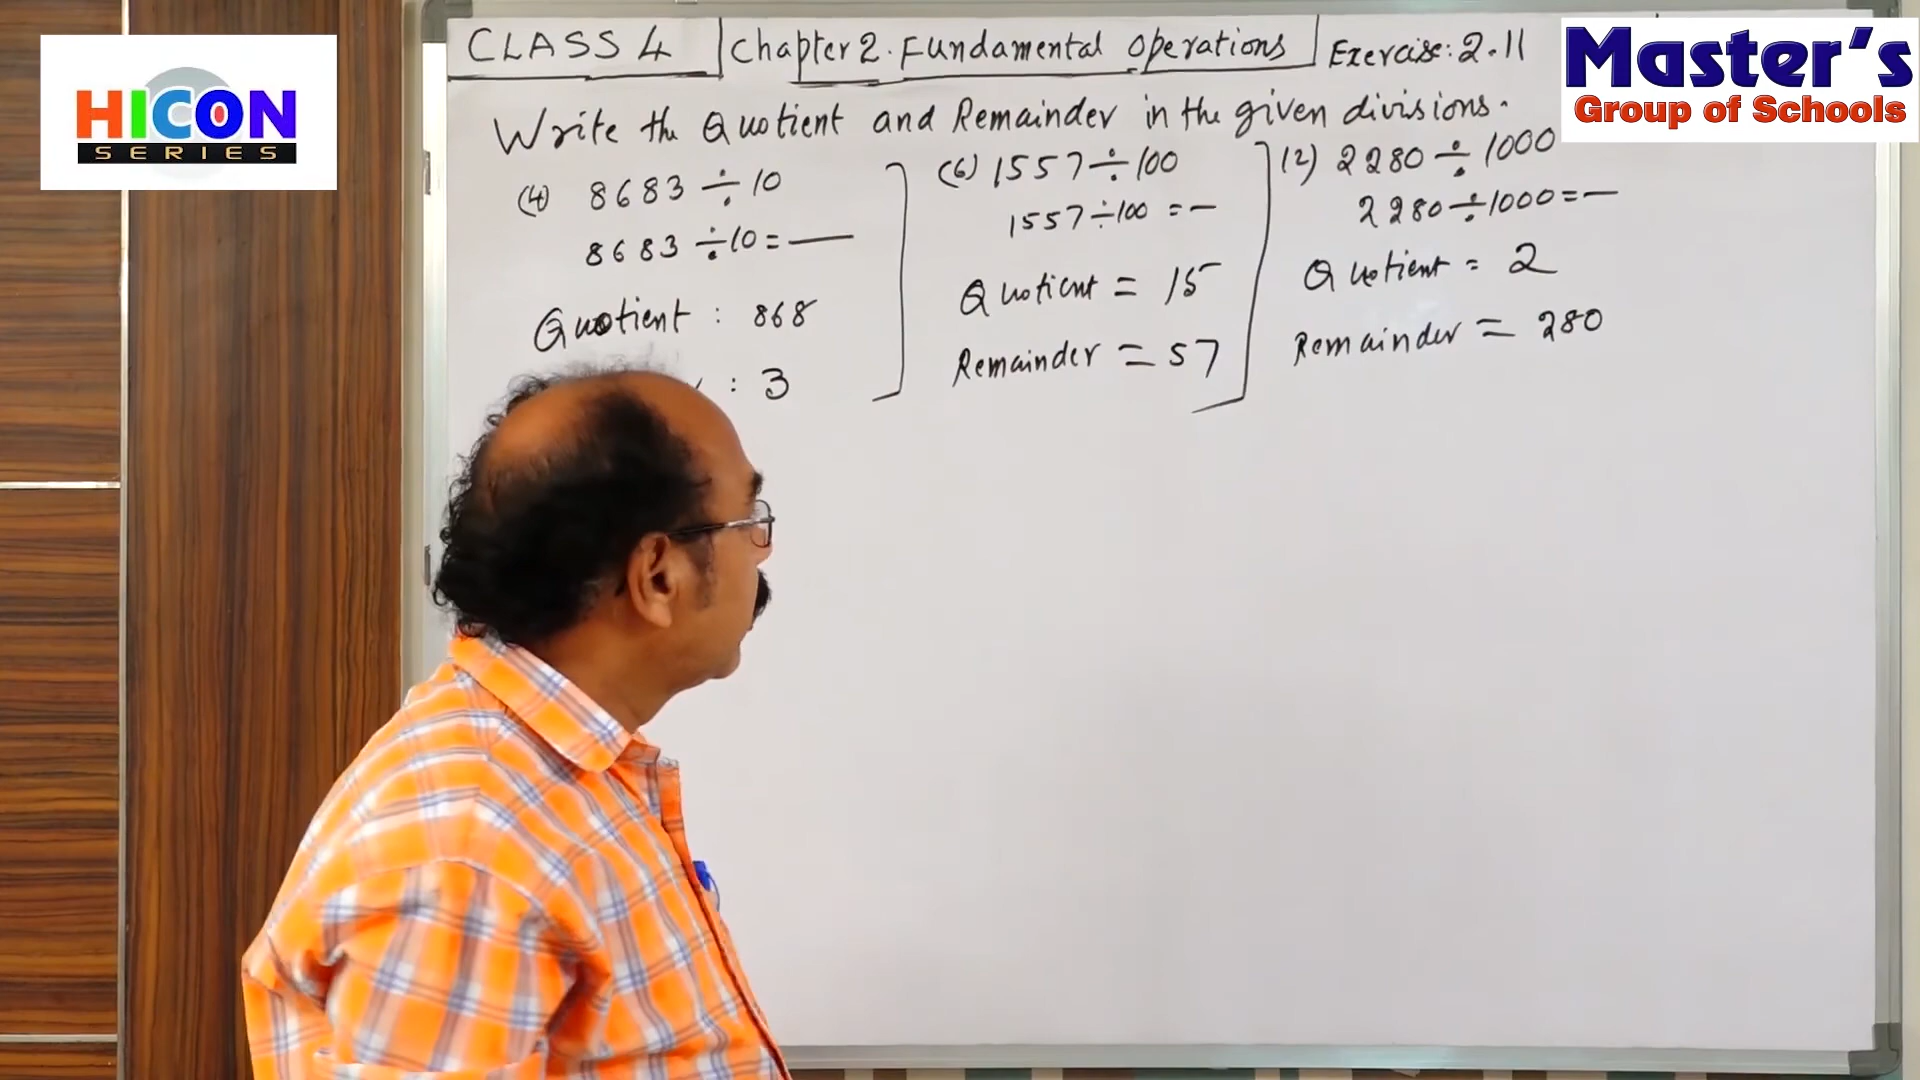 HICON
SERIES
Master's
Group of Schools
CLASS 4 | Chapter 2. Fundamental Operations | Exercise: 2.11
Write the Quotient and Remainder in the given divisions.
(4) 8683 ÷ 10
8683 ÷ 10 = —
Quotient : 868
: 3
(6) 1557 ÷ 100
1557 ÷ 100 = —
Quotient = 15
Remainder = 57
(12) 2280 ÷ 1000
2280 ÷ 1000 = —
Quotient = 2
Remainder = 280